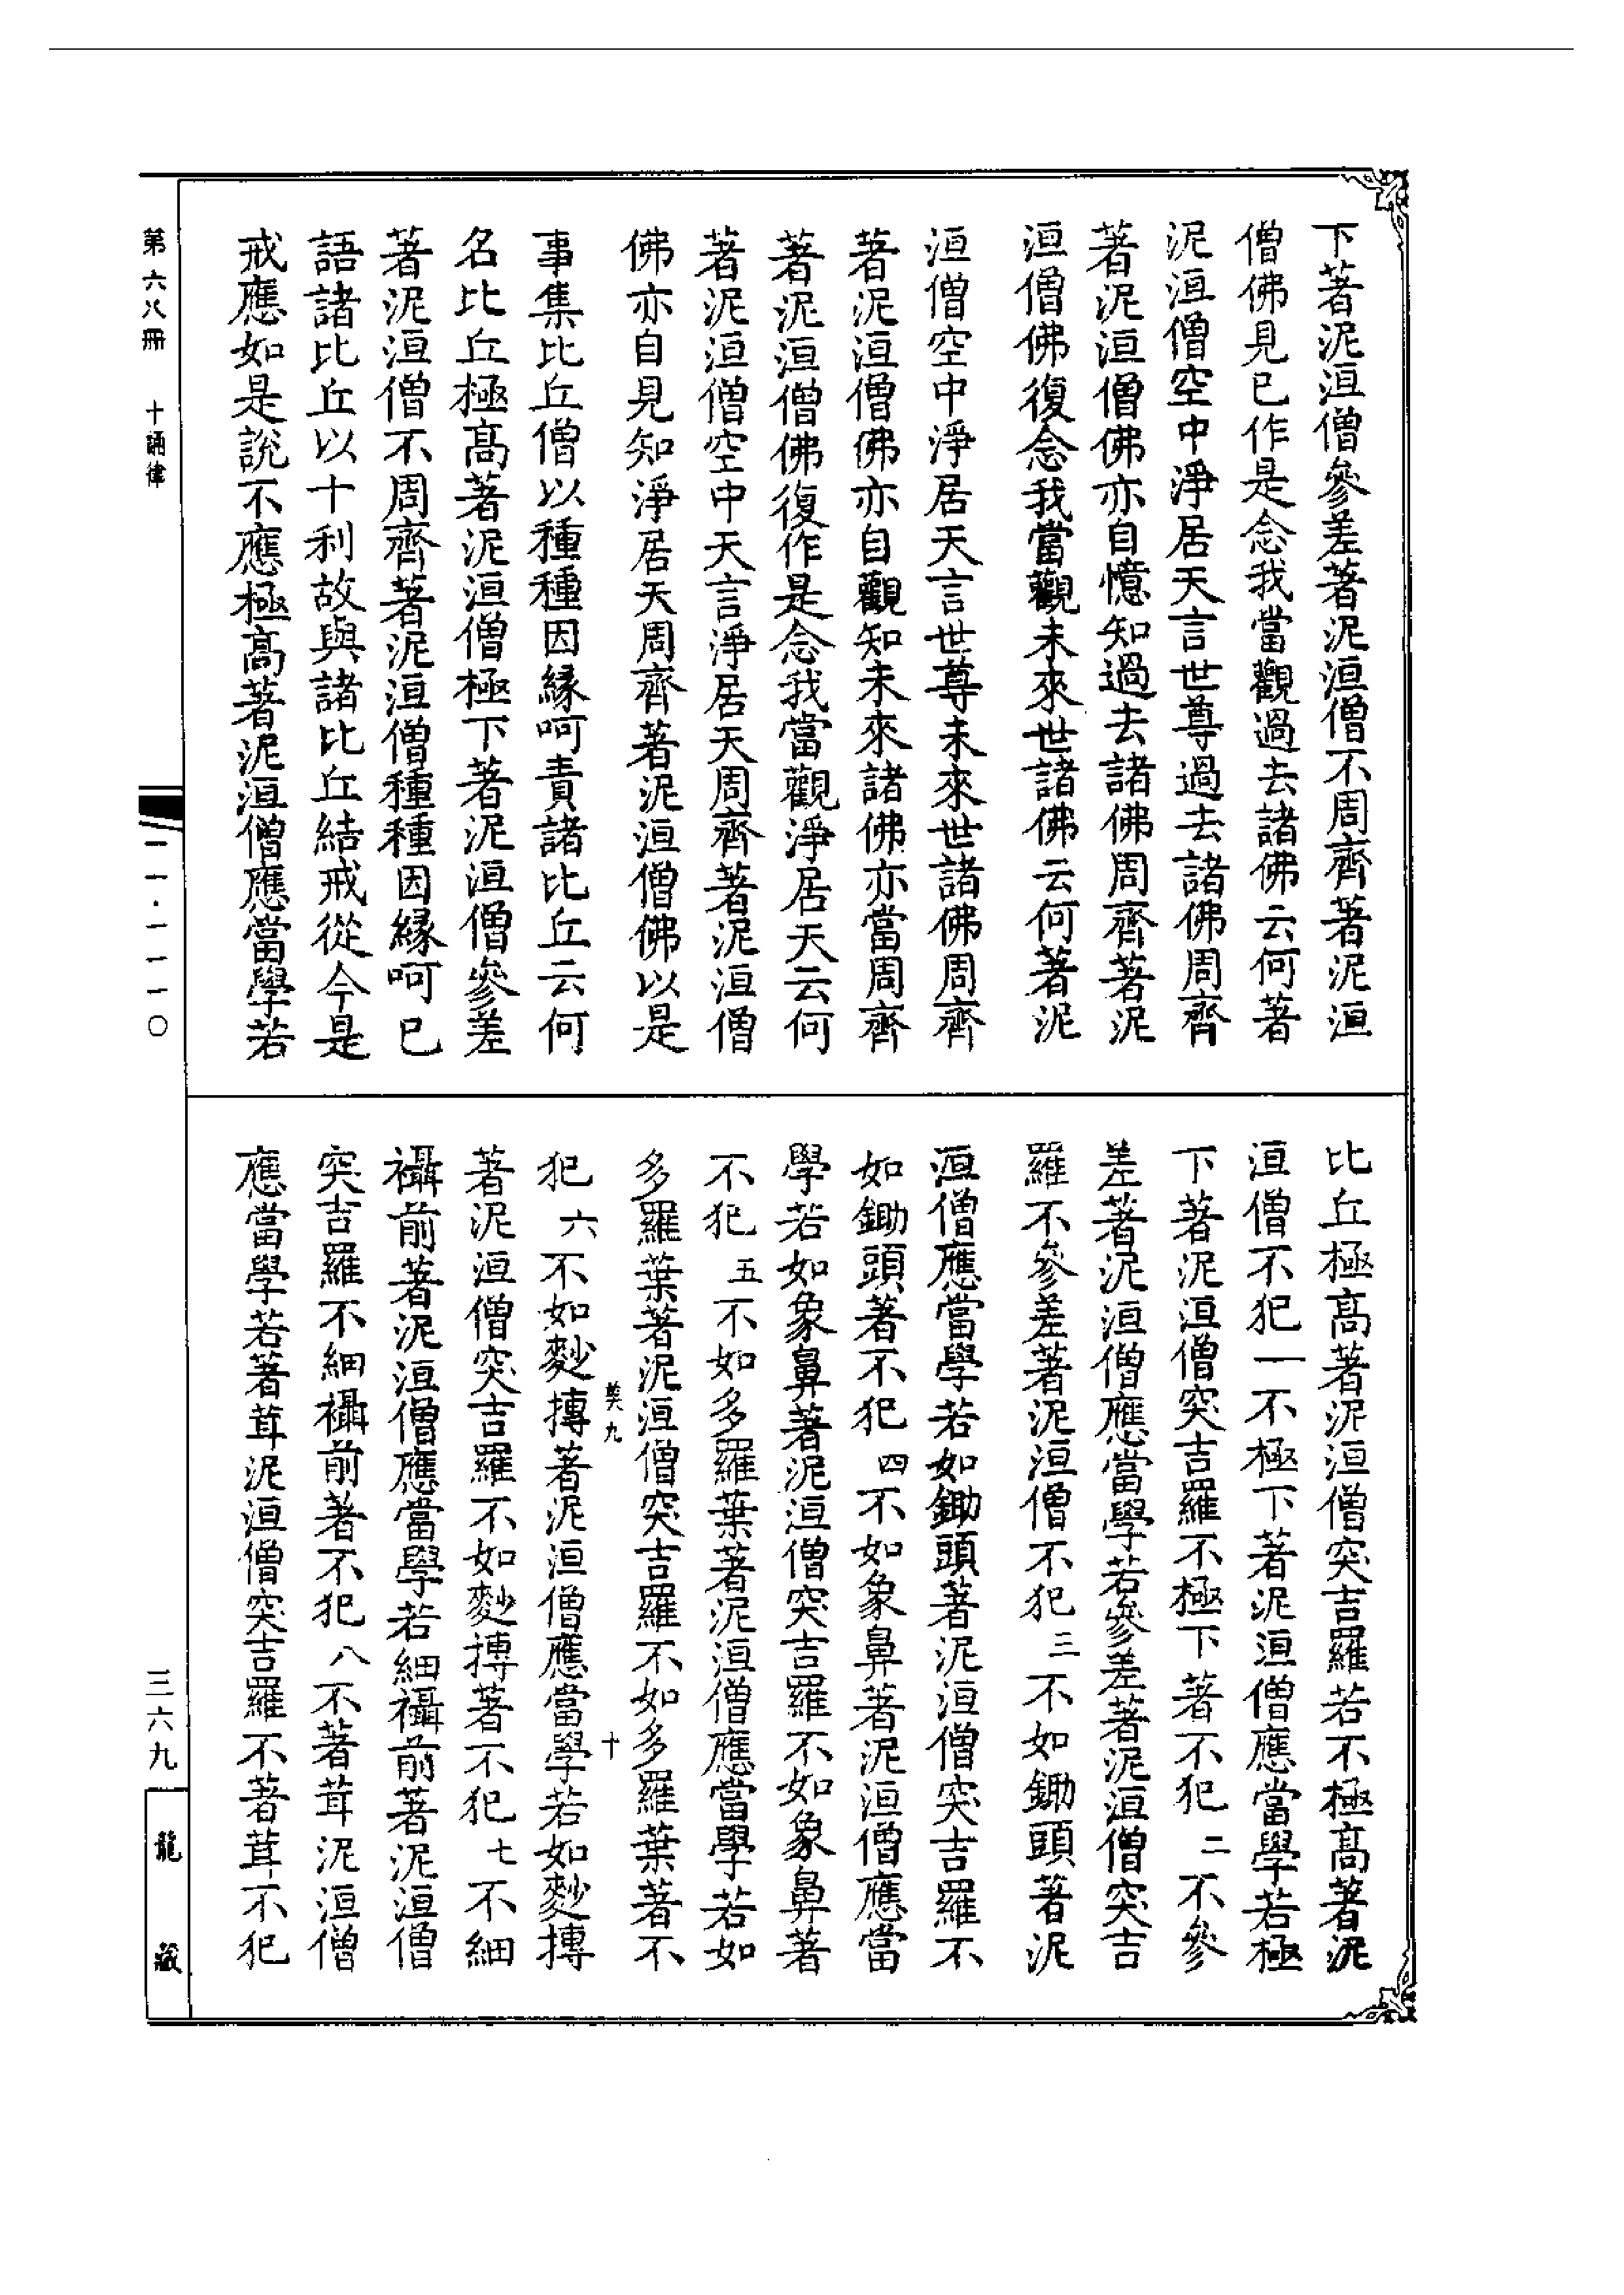 下著泥洹僧參差著泥洹僧不周齊著泥洹
僧佛見已作是念我當觀過去諸佛云何著
泥洹僧空中淨居天言世尊過去諸佛周齊
著泥洹僧佛亦自憶知過去諸佛周齊著泥
洹僧佛復念我當觀未來世諸佛云何著泥
洹僧空中淨居天言世尊未來世諸佛周齊
著泥洹僧佛亦自觀知未來諸佛亦當周齊
著泥洹僧佛復作是念我當觀淨居天云何
著泥洹僧空中天言淨居天周齊著泥洹僧
佛亦自見知淨居天周齊著泥洹僧佛以是
事集比丘僧以種種因緣呵責諸比丘云何
名比丘極高著泥洹僧極下著泥洹僧參差
著泥洹僧不周齊著泥洹僧種種因緣呵已
語諸比丘以十利故與諸比丘結戒從今是
戒應如是說不應極高著泥洹僧應當學若
比丘極高著泥洹僧突吉羅若不極高著泥
洹僧不犯一不極下著泥洹僧應當學若極
下著泥洹僧突吉羅不極下著不犯二不參
差著泥洹僧應當學若參差著泥洹僧突吉
羅不參差著泥洹僧不犯三不如鋤頭著泥
洹僧應當學若如鋤頭著泥洹僧突吉羅不
如鋤頭著不犯四不如象鼻著泥洹僧應當
學若如象鼻著泥洹僧突吉羅不如象鼻著
不犯五不如多羅葉著泥洹僧應當學若如
多羅葉著泥洹僧突吉羅不如多羅葉著不
犯六不如麨摶著泥洹僧應當學若如麨摶
著泥洹僧突吉羅不如麨摶著不犯七不細
襵前著泥洹僧應當學若細襵前著泥洹僧
突吉羅不細襵前著不犯八不著茸泥洹僧
應當學若著茸泥洹僧突吉羅不著茸不犯
九
十
第六八冊 十誦律
一一·一一一〇
三六九
龍藏